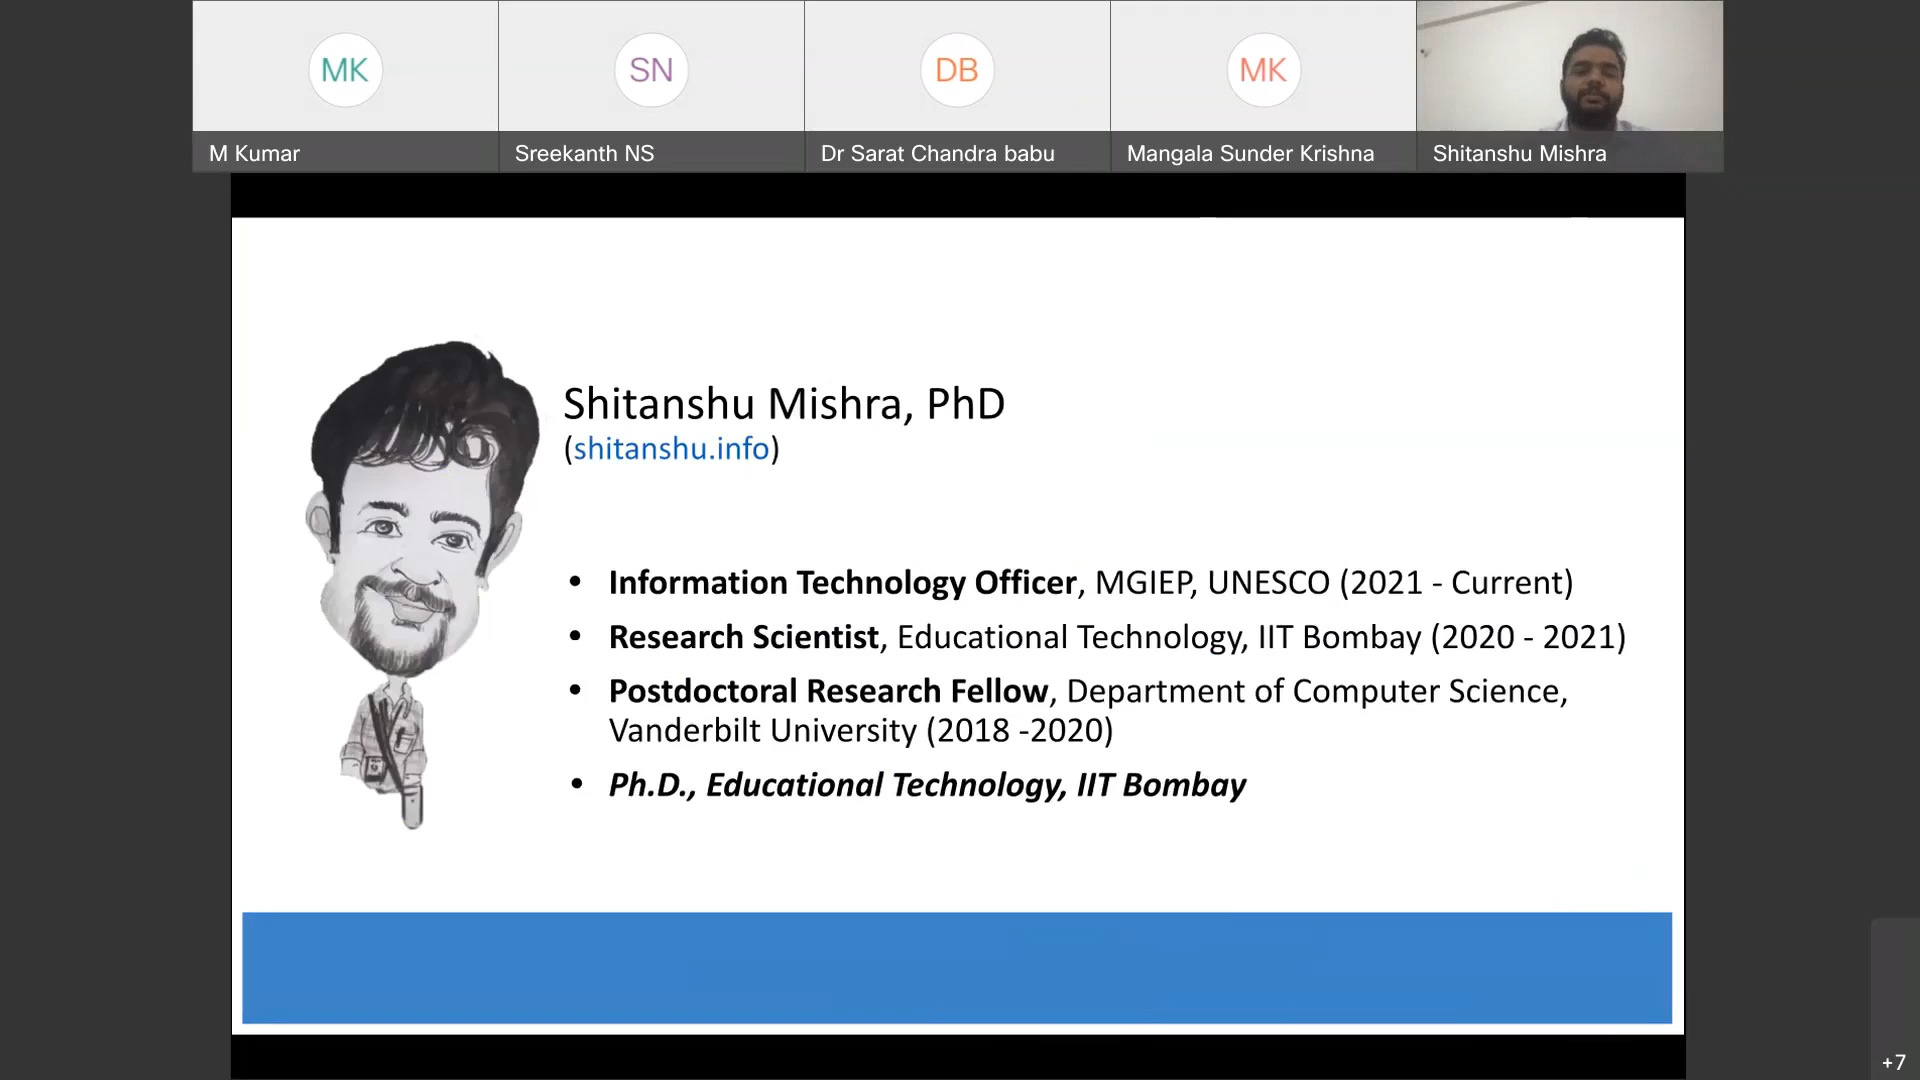 MK
SN
DB
MK
M Kumar
Sreekanth NS
Dr Sarat Chandra babu
Mangala Sunder Krishna
Shitanshu Mishra
Shitanshu Mishra, PhD
(shitanshu.info)
• Information Technology Officer, MGIEP, UNESCO (2021 - Current)
• Research Scientist, Educational Technology, IIT Bombay (2020 - 2021)
• Postdoctoral Research Fellow, Department of Computer Science,
Vanderbilt University (2018 -2020)
• Ph.D., Educational Technology, IIT Bombay
+7